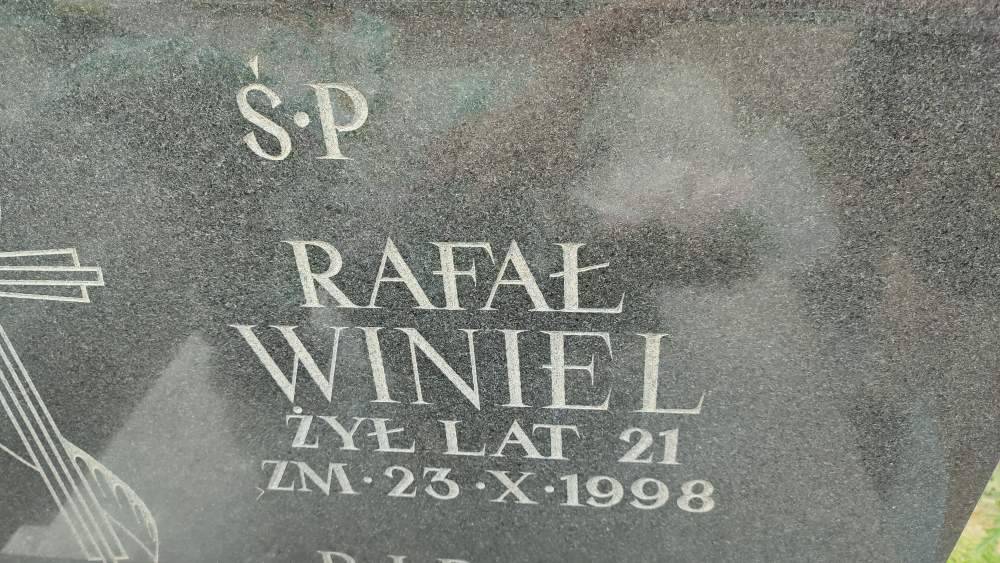 Ś·P
RAFAŁ
WINIEL
ŻYŁ LAT 21
ZM·23·X·1998